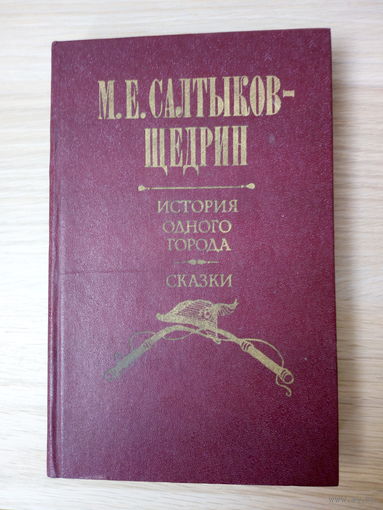 М.Е.САЛТЫКОВ-
ЩЕДРИН
ИСТОРИЯ
ОДНОГО
ГОРОДА
СКАЗКИ